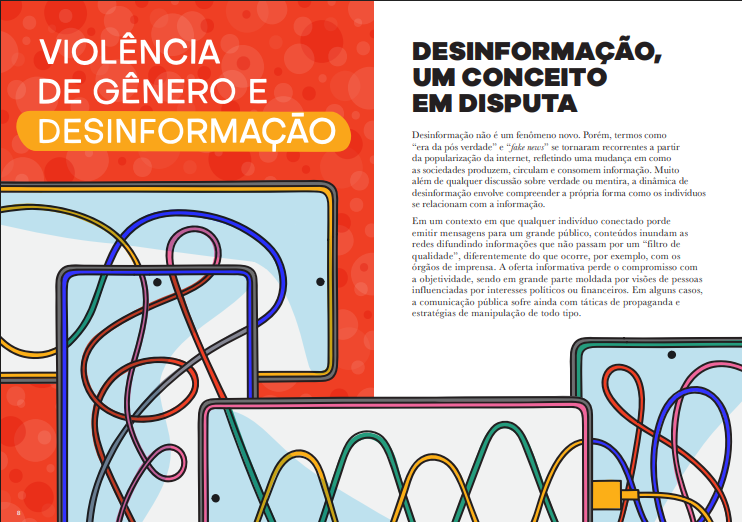 VIOLÊNCIA
DE GÊNERO E
DESINFORMAÇÃO
DESINFORMAÇÃO,
UM CONCEITO
EM DISPUTA
Desinformação não é um fenômeno novo. Porém, termos como
“era da pós verdade” e “fake news” se tornaram recorrentes a partir
da popularização da internet, refletindo uma mudança em como
as sociedades produzem, circulam e consomem informação. Muito
além de qualquer discussão sobre verdade ou mentira, a dinâmica de
desinformação envolve compreender a própria forma como os indivíduos
se relacionam com a informação.
Em um contexto em que qualquer indivíduo conectado porde
emitir mensagens para um grande público, conteúdos inundam as
redes difundindo informações que não passam por um “filtro de
qualidade”, diferentemente do que ocorre, por exemplo, com os
órgãos de imprensa. A oferta informativa perde o compromisso com
a objetividade, sendo em grande parte moldada por visões de pessoas
influenciadas por interesses políticos ou financeiros. Em alguns casos,
a comunicação pública sofre ainda com táticas de propaganda e
estratégias de manipulação de todo tipo.
8